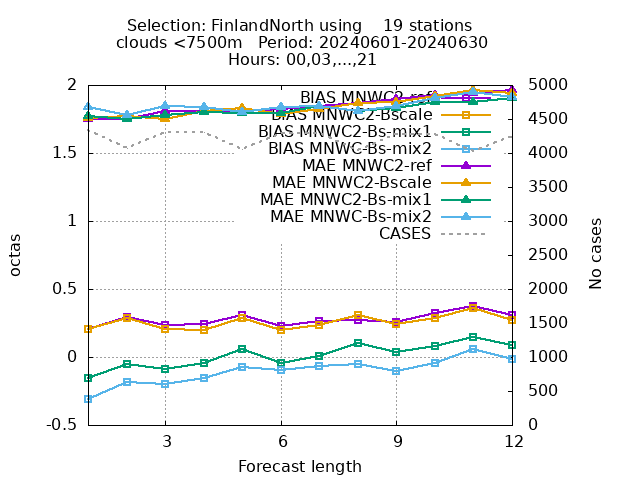 Selection: FinlandNorth using 19 stations
clouds <7500m Period: 20240601-20240630
Hours: 00,03,...,21
BIAS MNWC2-ref
BIAS MNWC2-Bscale
BIAS MNWC2-Bs-mix1
BIAS MNWC-Bs-mix2
MAE MNWC2-ref
MAE MNWC2-Bscale
MAE MNWC2-Bs-mix1
MAE MNWC-Bs-mix2
CASES
2
1.5
1
0.5
0
-0.5
octas
5000
4500
4000
3500
3000
2500
2000
1500
1000
500
0
No cases
3 6 9 12
Forecast length